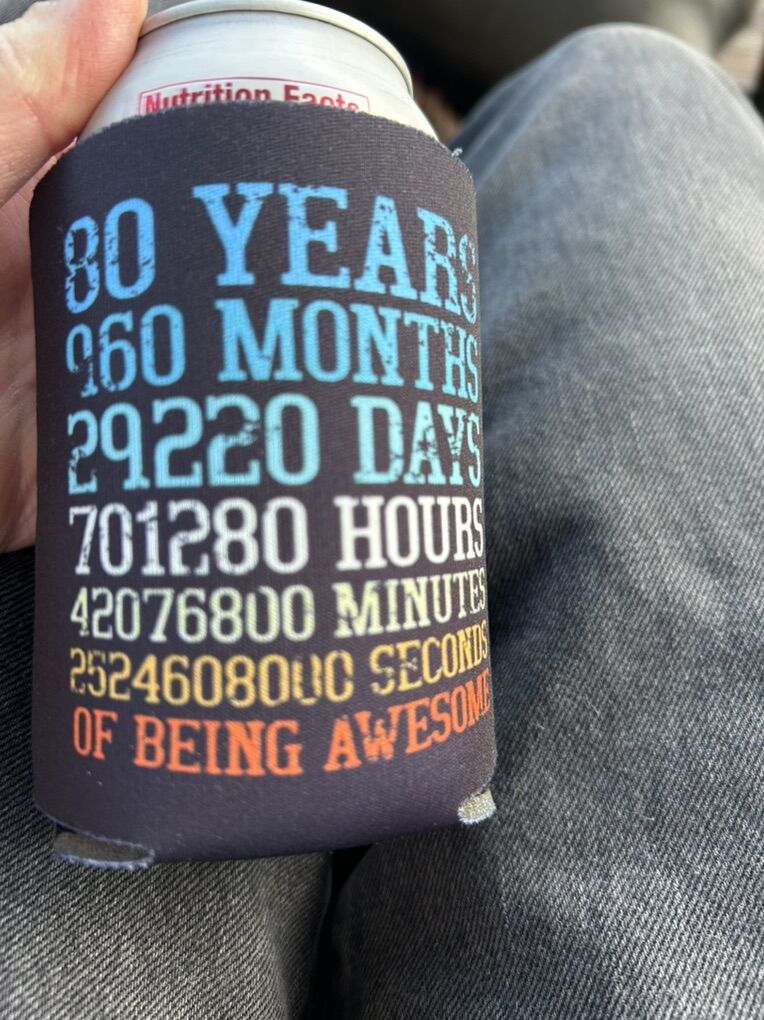 Nutrition Facts
80 YEARS
960 MONTHS
29220 DAYS
701280 HOURS
42076800 MINUTES
2524608000 SECONDS
OF BEING AWESOME